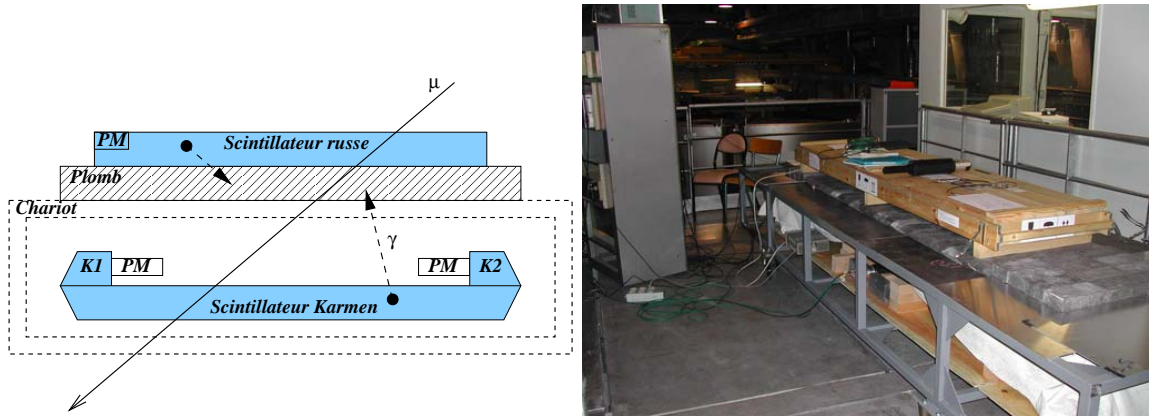 μ
PM
Scintillateur russe
Plomb
Chariot
γ
K1
PM
PM
K2
Scintillateur Karmen